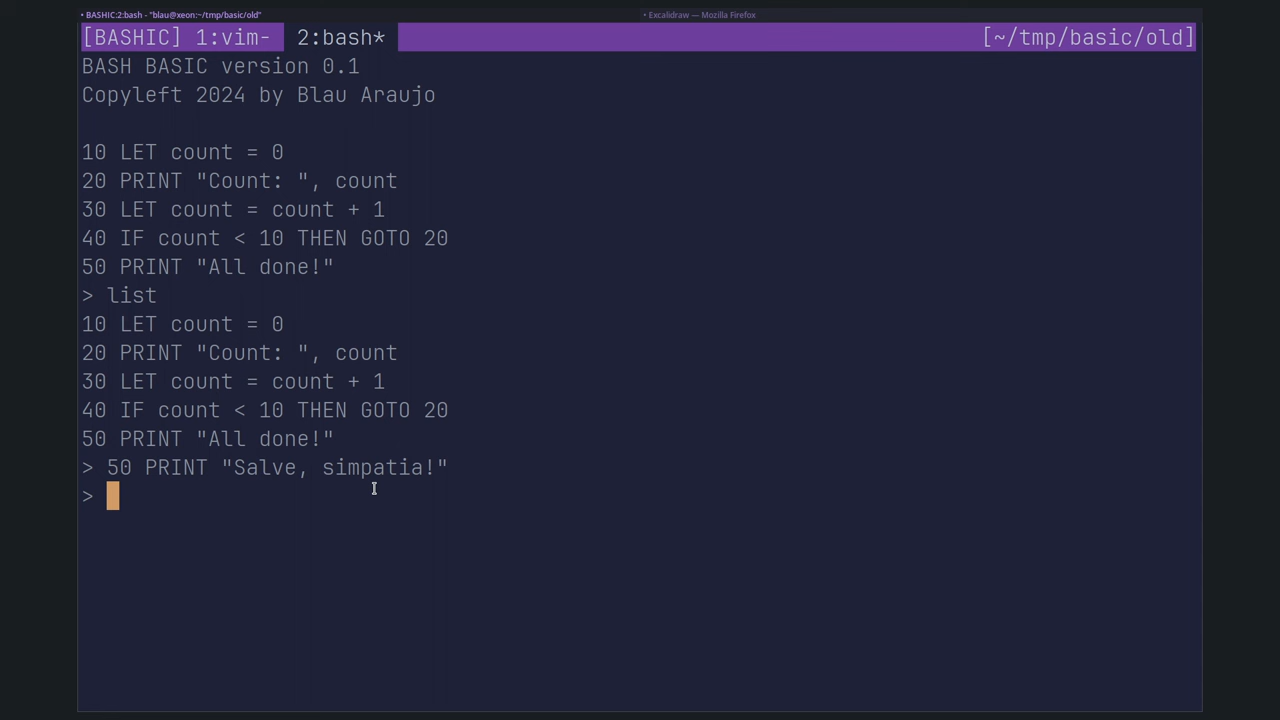 • BASHIC:2:bash - "blau@xeon:~/tmp/basic/old"
• Excalidraw — Mozilla Firefox
[BASHIC] 1:vim- 2:bash* [~/tmp/basic/old]
BASH BASIC version 0.1
Copyleft 2024 by Blau Araujo
10 LET count = 0
20 PRINT "Count: ", count
30 LET count = count + 1
40 IF count < 10 THEN GOTO 20
50 PRINT "All done!"
> list
10 LET count = 0
20 PRINT "Count: ", count
30 LET count = count + 1
40 IF count < 10 THEN GOTO 20
50 PRINT "All done!"
> 50 PRINT "Salve, simpatia!"
>